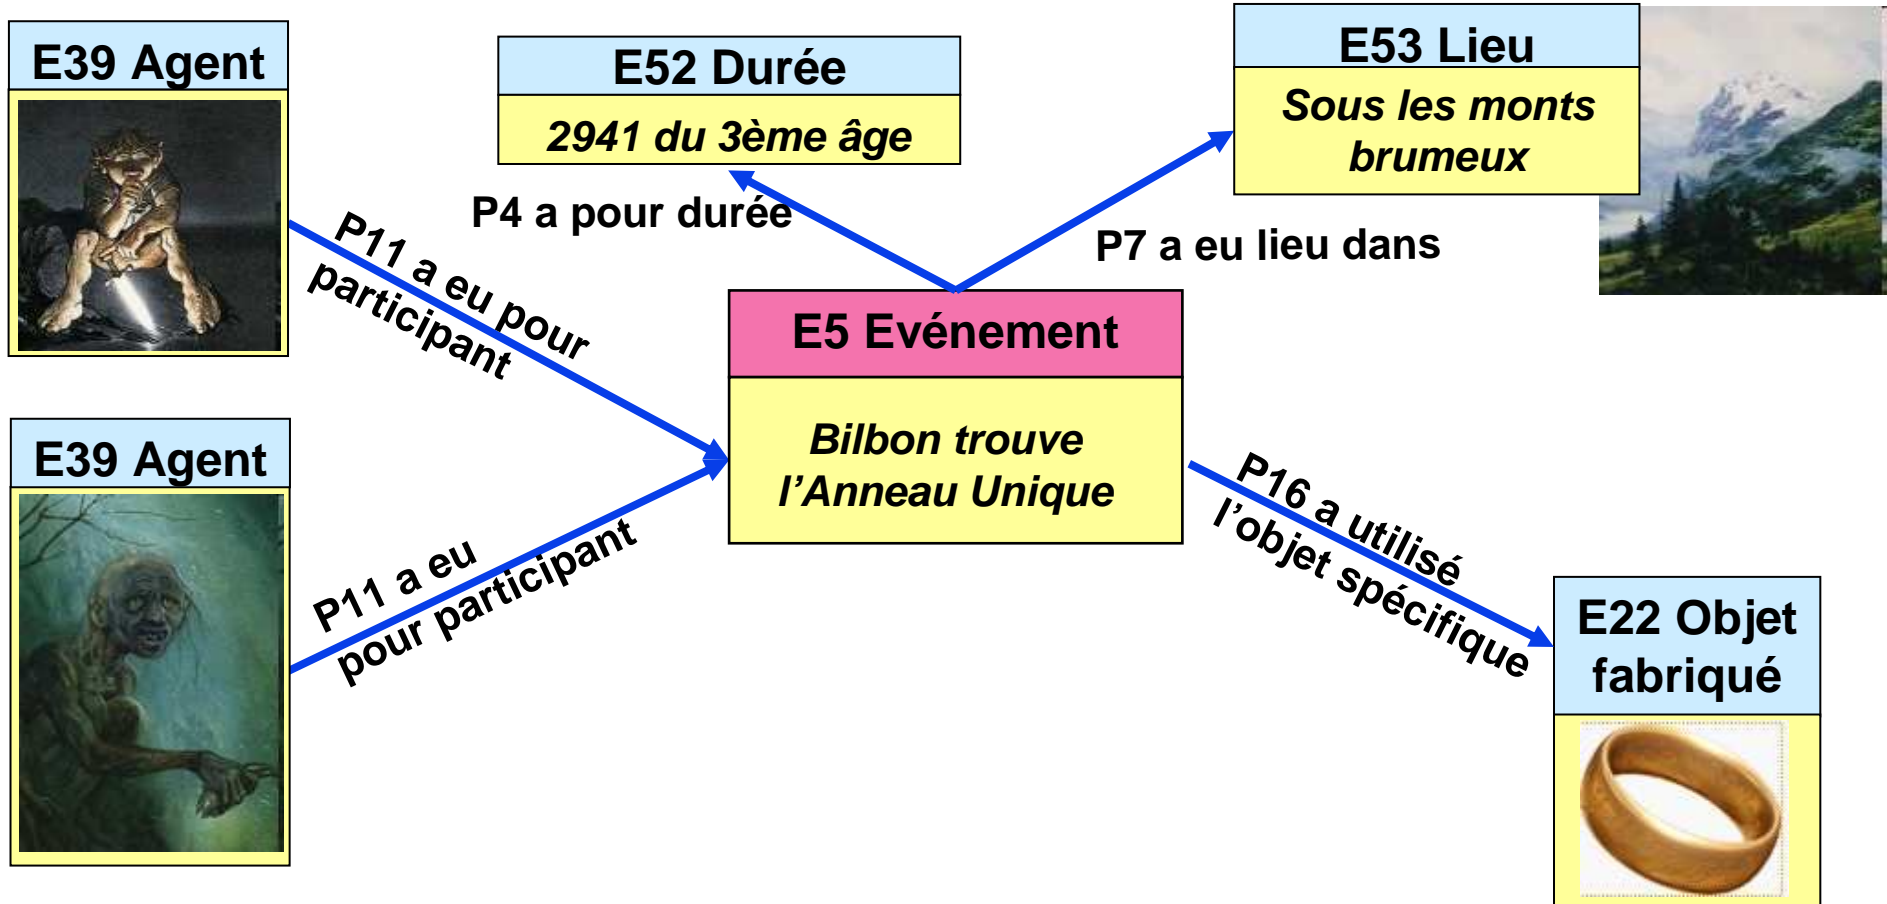 E39 Agent
E52 Durée
2941 du 3ème âge
E53 Lieu
Sous les monts
brumeux
P4 a pour durée
P7 a eu lieu dans
P11 a eu pour
participant
E5 Evénement
Bilbon trouve
l’Anneau Unique
E39 Agent
P11 a eu
pour participant
P16 a utilisé
l’objet spécifique
E22 Objet
fabriqué